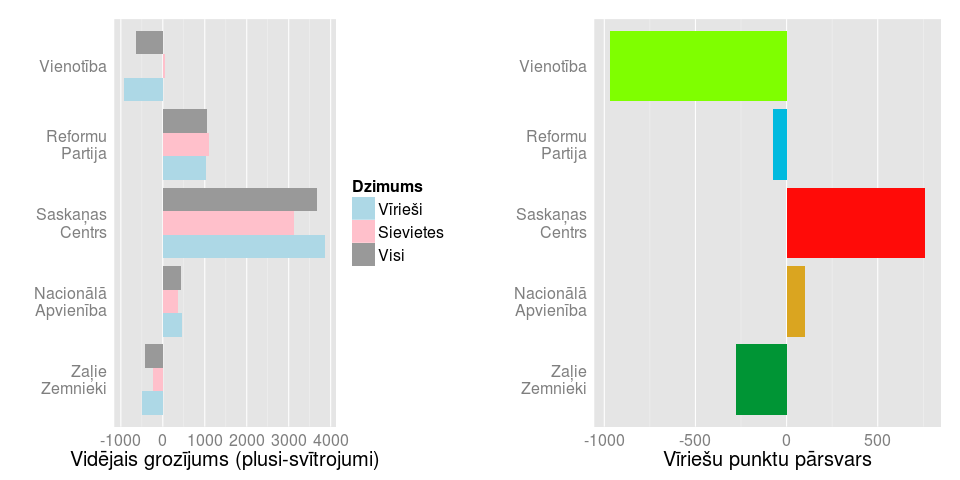 Vienotība
Reformu
Partija
Saskaņas
Centrs
Nacionālā
Apvienība
Zaļie
Zemnieki
-1000 0 1000 2000 3000 4000
Vidējais grozījums (plusi-svītrojumi)
Dzimums
Vīrieši
Sievietes
Visi
Vienotība
Reformu
Partija
Saskaņas
Centrs
Nacionālā
Apvienība
Zaļie
Zemnieki
-1000 -500 0 500
Vīriešu punktu pārsvars